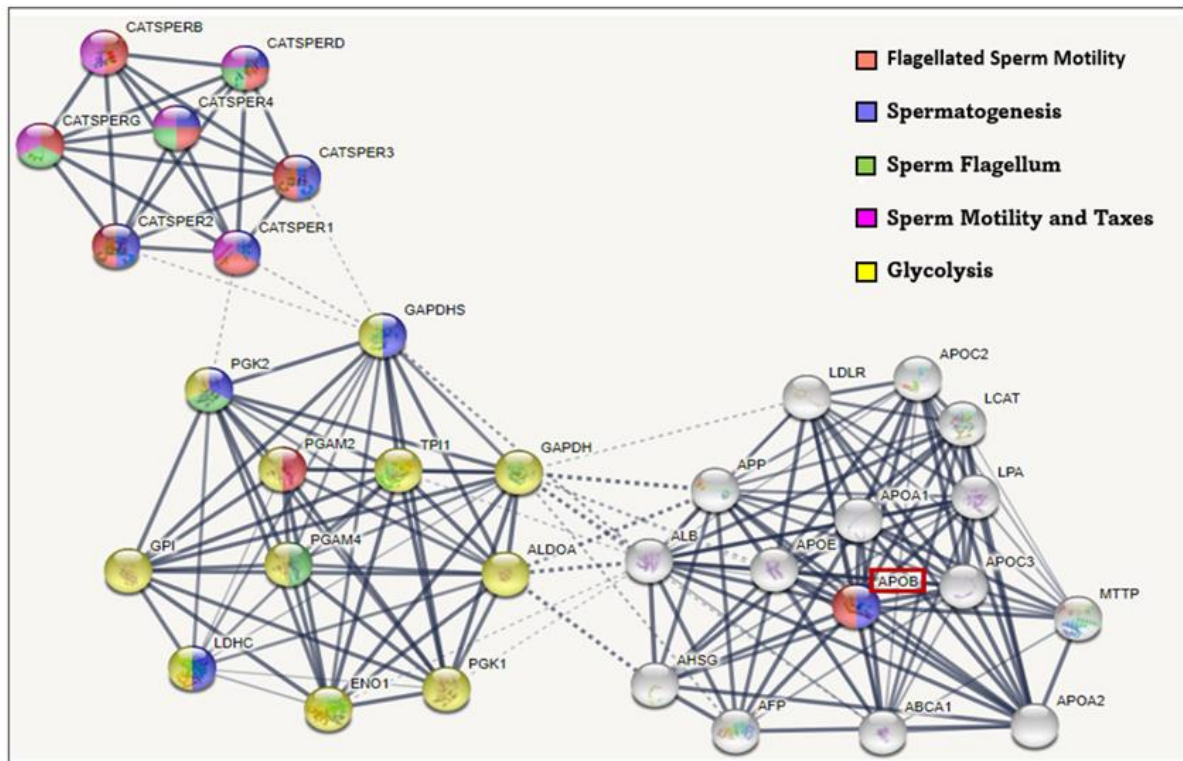 CATSPERB
CATSPERD
CATSPER4
CATSPERG
CATSPER3
CATSPER2
CATSPER1
Flagellated Sperm Motility
Spermatogenesis
Sperm Flagellum
Sperm Motility and Taxes
Glycolysis
GAPDHS
PGK2
PGAM2
TPI1
GAPDH
GPI
PGAM4
ALDOA
LDHC
ENO1
PGK1
LDLR
APOC2
LCAT
APP
LPA
APOA1
ALB
APOE
APOC3
APOB
MTTP
AHSG
AFP
ABCA1
APOA2